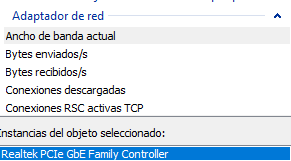 Adaptador de red
Ancho de banda actual
Bytes enviados/s
Bytes recibidos/s
Conexiones descargadas
Conexiones RSC activas TCP
Instancias del objeto seleccionado:
Realtek PCIe GbE Family Controller